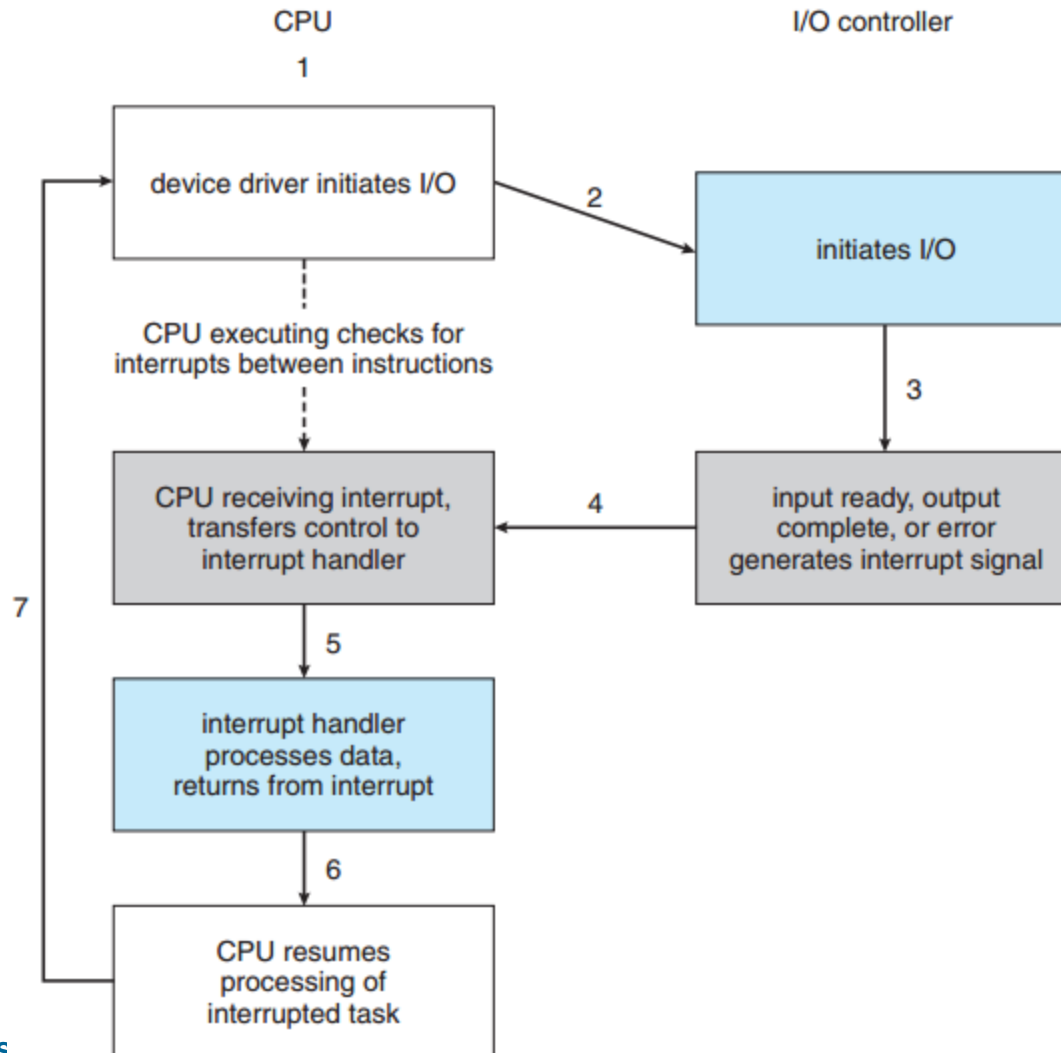 CPU
I/O controller
1
device driver initiates I/O
2
initiates I/O
CPU executing checks for
interrupts between instructions
3
CPU receiving interrupt,
transfers control to
interrupt handler
4
input ready, output
complete, or error
generates interrupt signal
7
5
interrupt handler
processes data,
returns from interrupt
6
CPU resumes
processing of
interrupted task
s